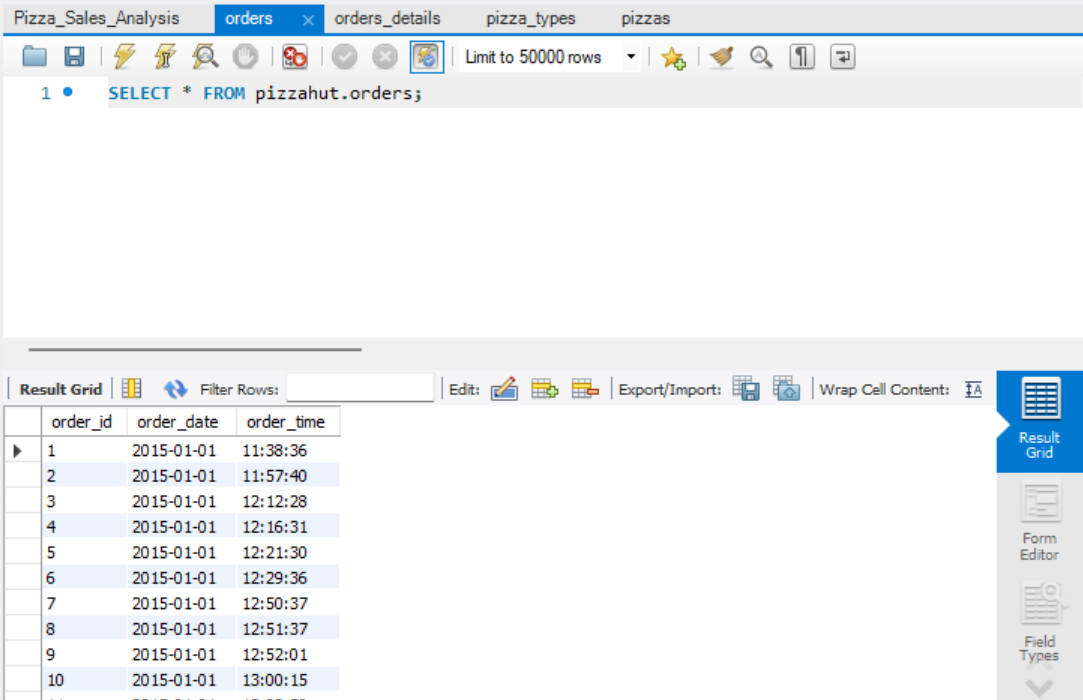 Pizza_Sales_Analysis orders orders_details pizza_types pizzas
Limit to 50000 rows
1 SELECT * FROM pizzahut.orders;
Result Grid Filter Rows: Edit: Export/Import: Wrap Cell Content:
order_id order_date order_time
1 2015-01-01 11:38:36
2 2015-01-01 11:57:40
3 2015-01-01 12:12:28
4 2015-01-01 12:16:31
5 2015-01-01 12:21:30
6 2015-01-01 12:29:36
7 2015-01-01 12:50:37
8 2015-01-01 12:51:37
9 2015-01-01 12:52:01
10 2015-01-01 13:00:15
Result
Grid
Form
Editor
Field
Types